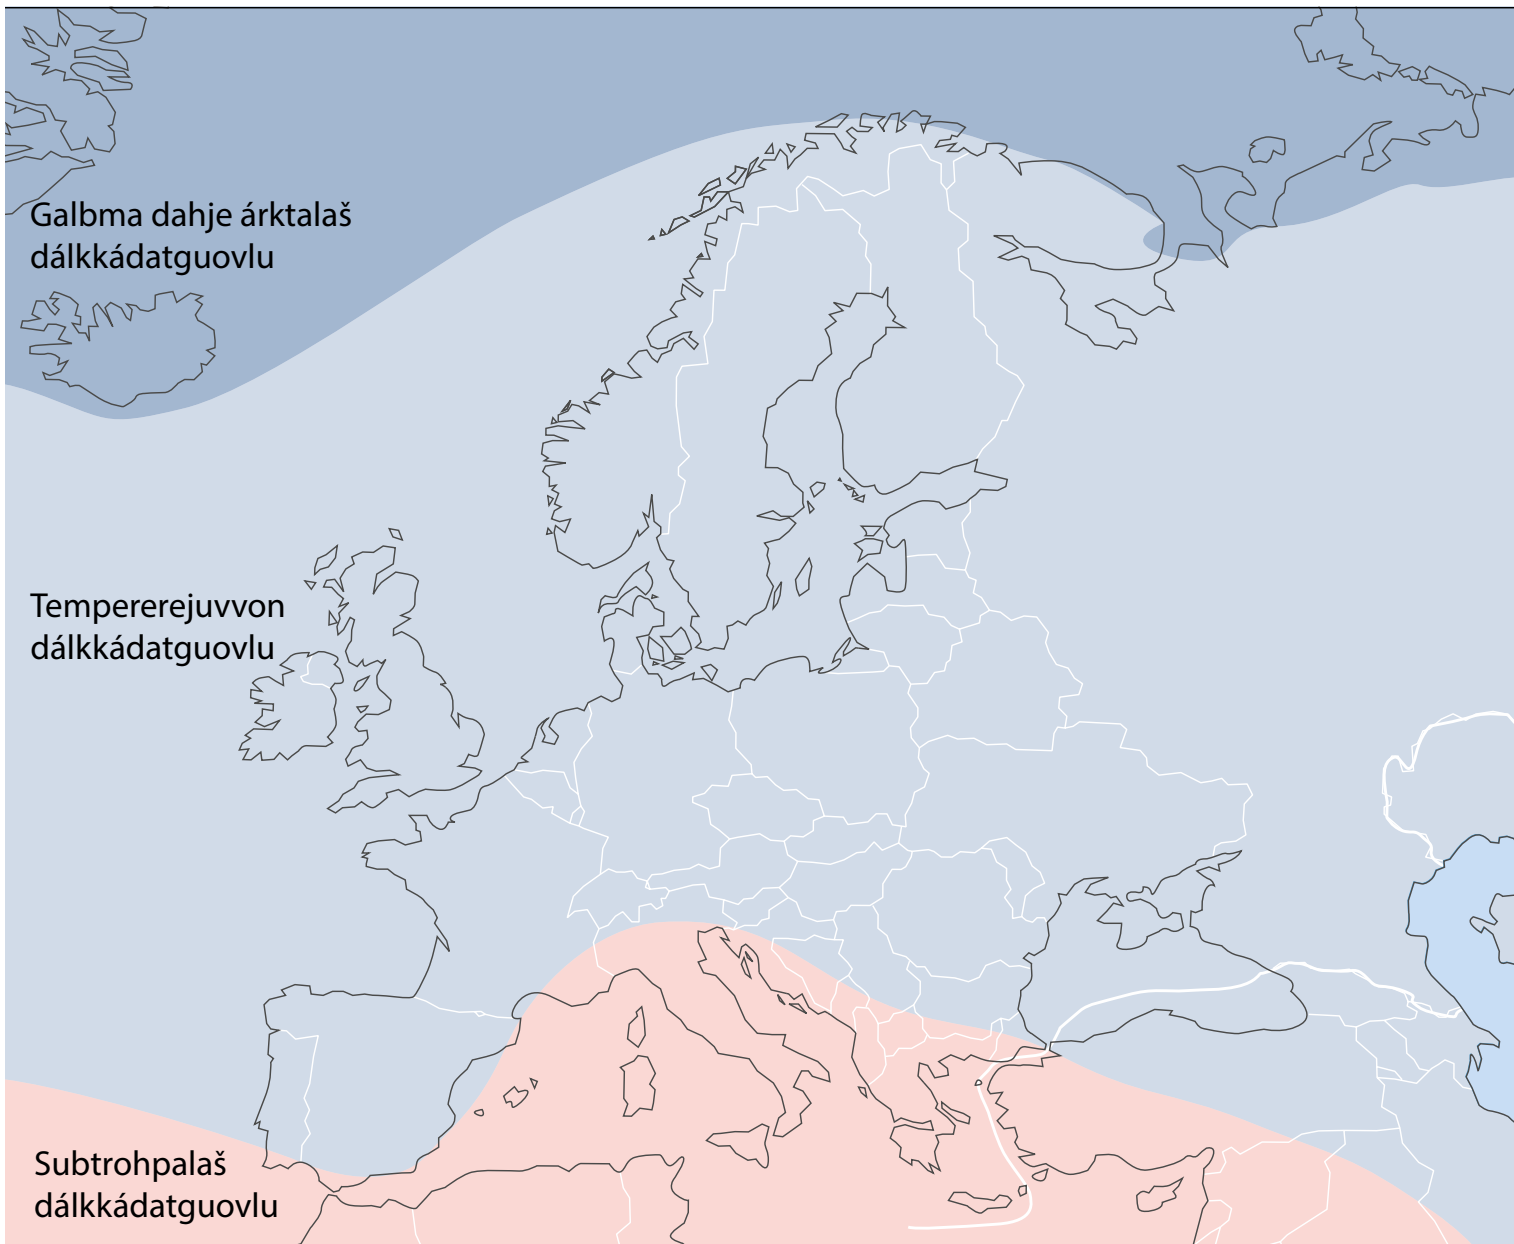 Galbma dahje árktalaš
dálkkádatguovlu
Tempererejuvvon
dálkkádatguovlu
Subtrohpalaš
dálkkádatguovlu